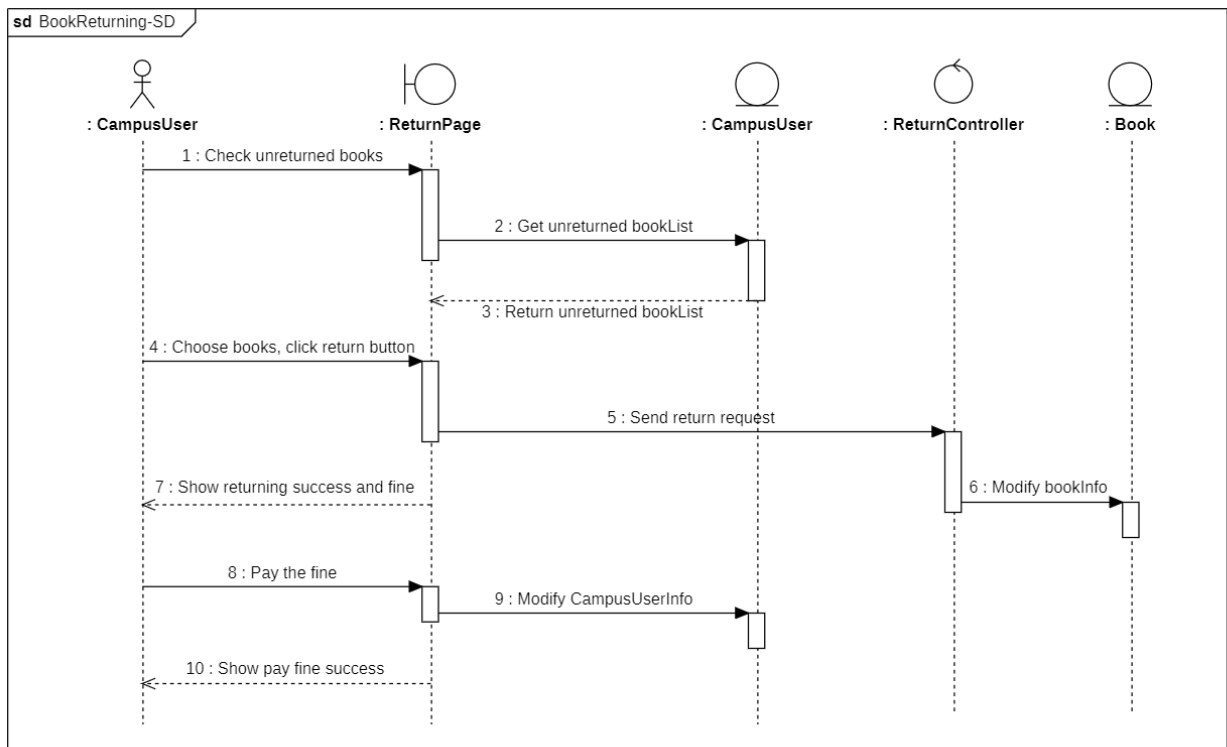 sd BookReturning-SD
: CampusUser
: ReturnPage
: CampusUser
: ReturnController
: Book
1 : Check unreturned books
2 : Get unreturned bookList
3 : Return unreturned bookList
4 : Choose books, click return button
5 : Send return request
6 : Modify bookInfo
7 : Show returning success and fine
8 : Pay the fine
9 : Modify CampusUserInfo
10 : Show pay fine success